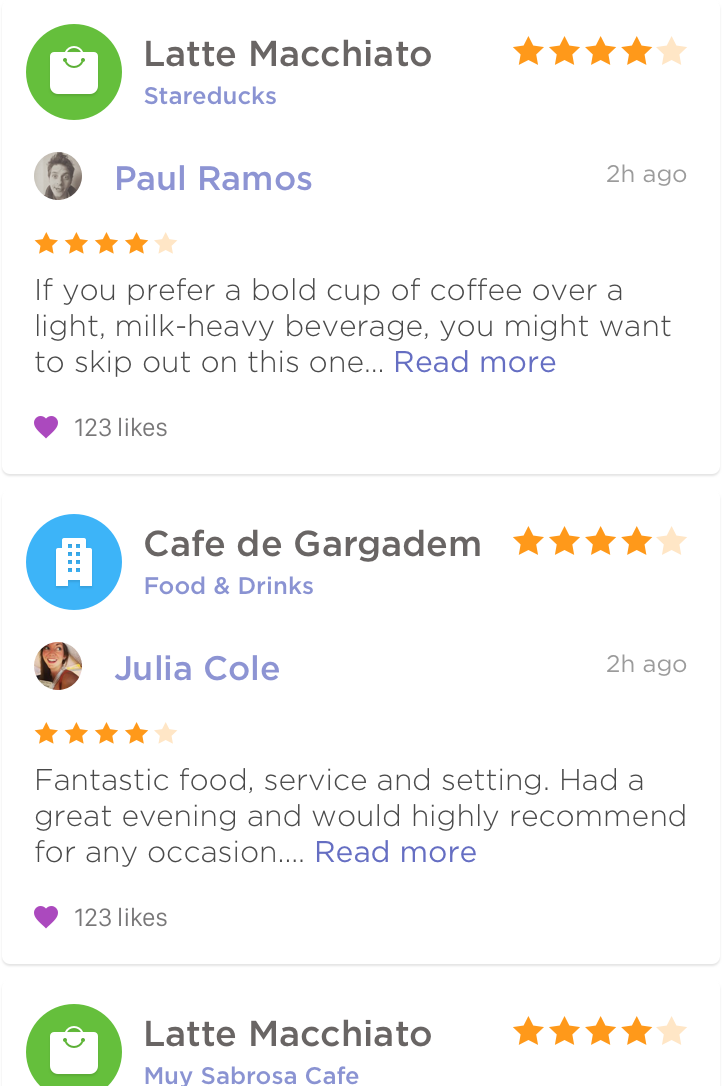 Latte Macchiato
Stareducks
Paul Ramos
2h ago
If you prefer a bold cup of coffee over a
light, milk-heavy beverage, you might want
to skip out on this one... Read more
123 likes
Cafe de Gargadem
Food & Drinks
Julia Cole
2h ago
Fantastic food, service and setting. Had a
great evening and would highly recommend
for any occasion.... Read more
123 likes
Latte Macchiato
Muy Sabrosa Cafe